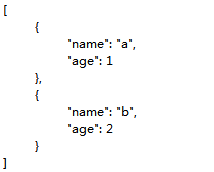 [
	{
		"name": "a",
		"age": 1
	},
	{
		"name": "b",
		"age": 2
	}
]